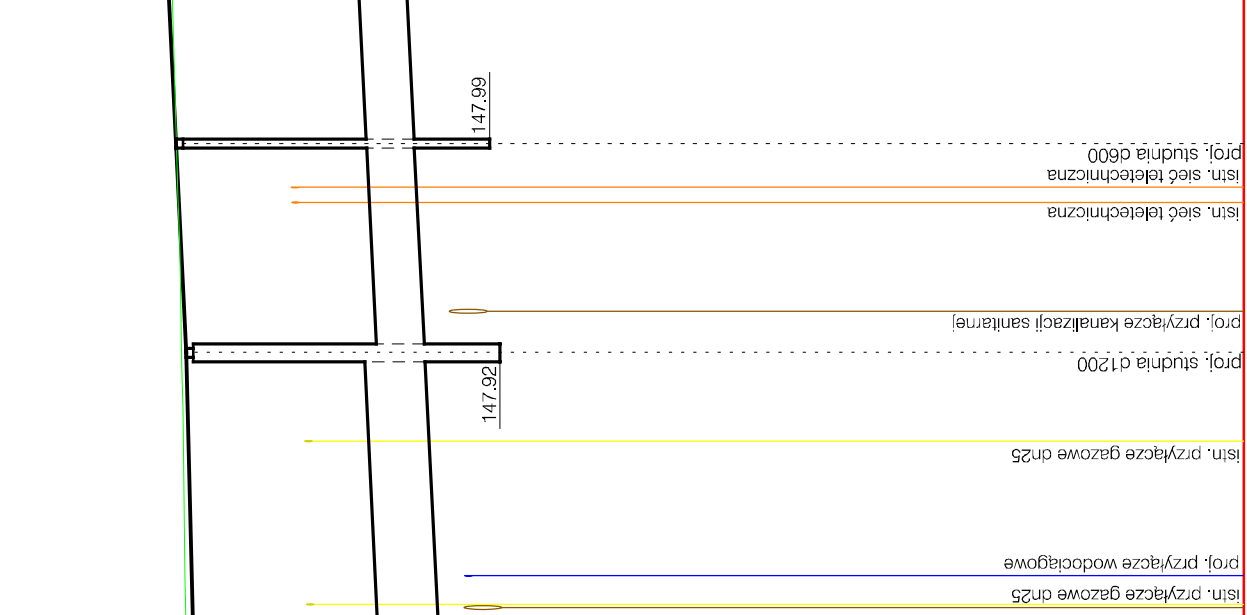 147.99
proj. studnia d600
istn. sieć teletechniczna
istn. sieć teletechniczna
proj. przyłącze kanalizacji sanitarnej
proj. studnia d1200
147.92
istn. przyłącze gazowe dn25
proj. przyłącze wodociągowe
istn. przyłącze gazowe dn25